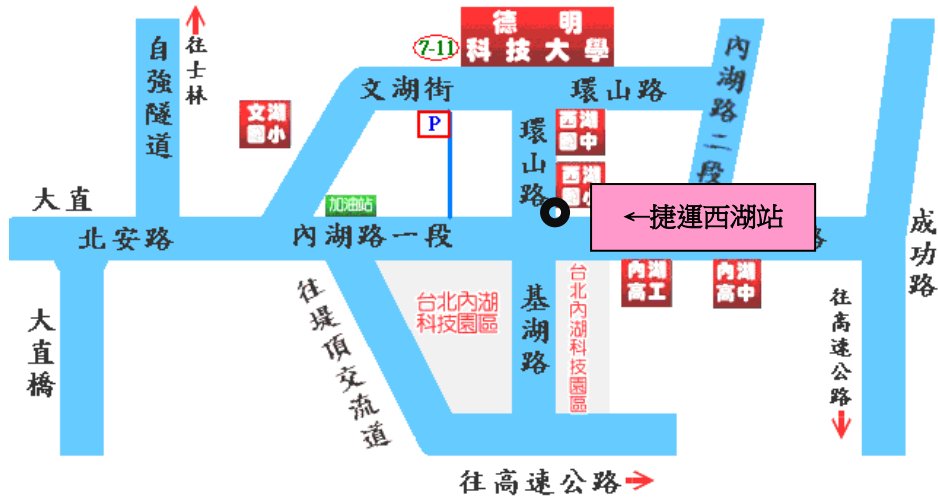 德明
科技大學
7-11
往士林
自強隧道
文湖街
環山路
內湖路二段
文湖
國小
P
環山路
西湖
國中
西湖
國小
大直
加油站
←捷運西湖站
北安路
內湖路一段
路
成功路
往堤頂交流道
台北內湖
科技園區
基湖路
台北內湖科技園區
內湖
高工
內湖
高中
大直橋
往高速公路
往高速公路